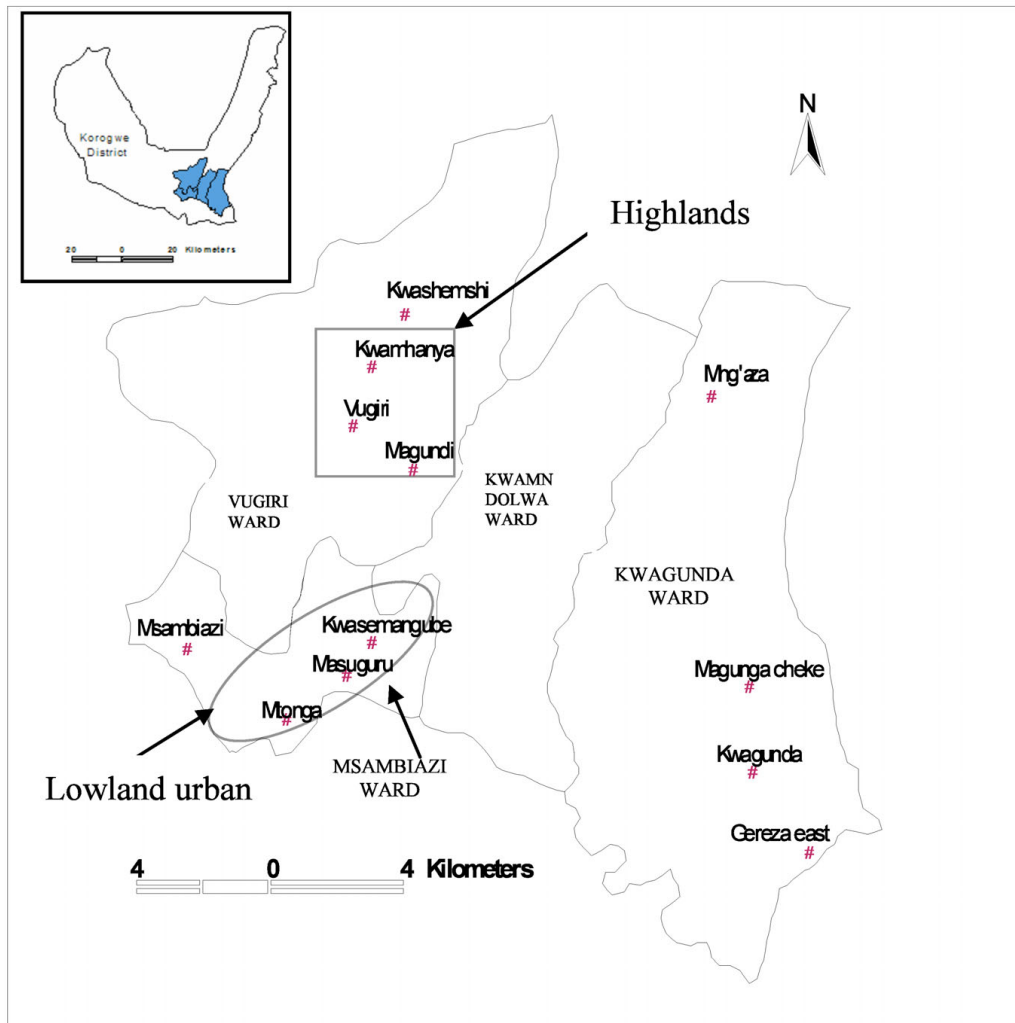 Korogwe
District
20 0 20 Kilometers
N
Highlands
Kwashemshi
#
Kwamhanya
#
Vugiri
#
Magundi
#
Mng'aza
#
VUGIRI
WARD
KWAMN
DOLWA
WARD
KWAGUNDA
WARD
Msambiazi
#
Kwasemangube
#
Masuguru
#
Mtonga
#
Magunga cheke
#
Kwagunda
#
Gereza east
#
MSAMBIAZI
WARD
Lowland urban
4 0 4 Kilometers